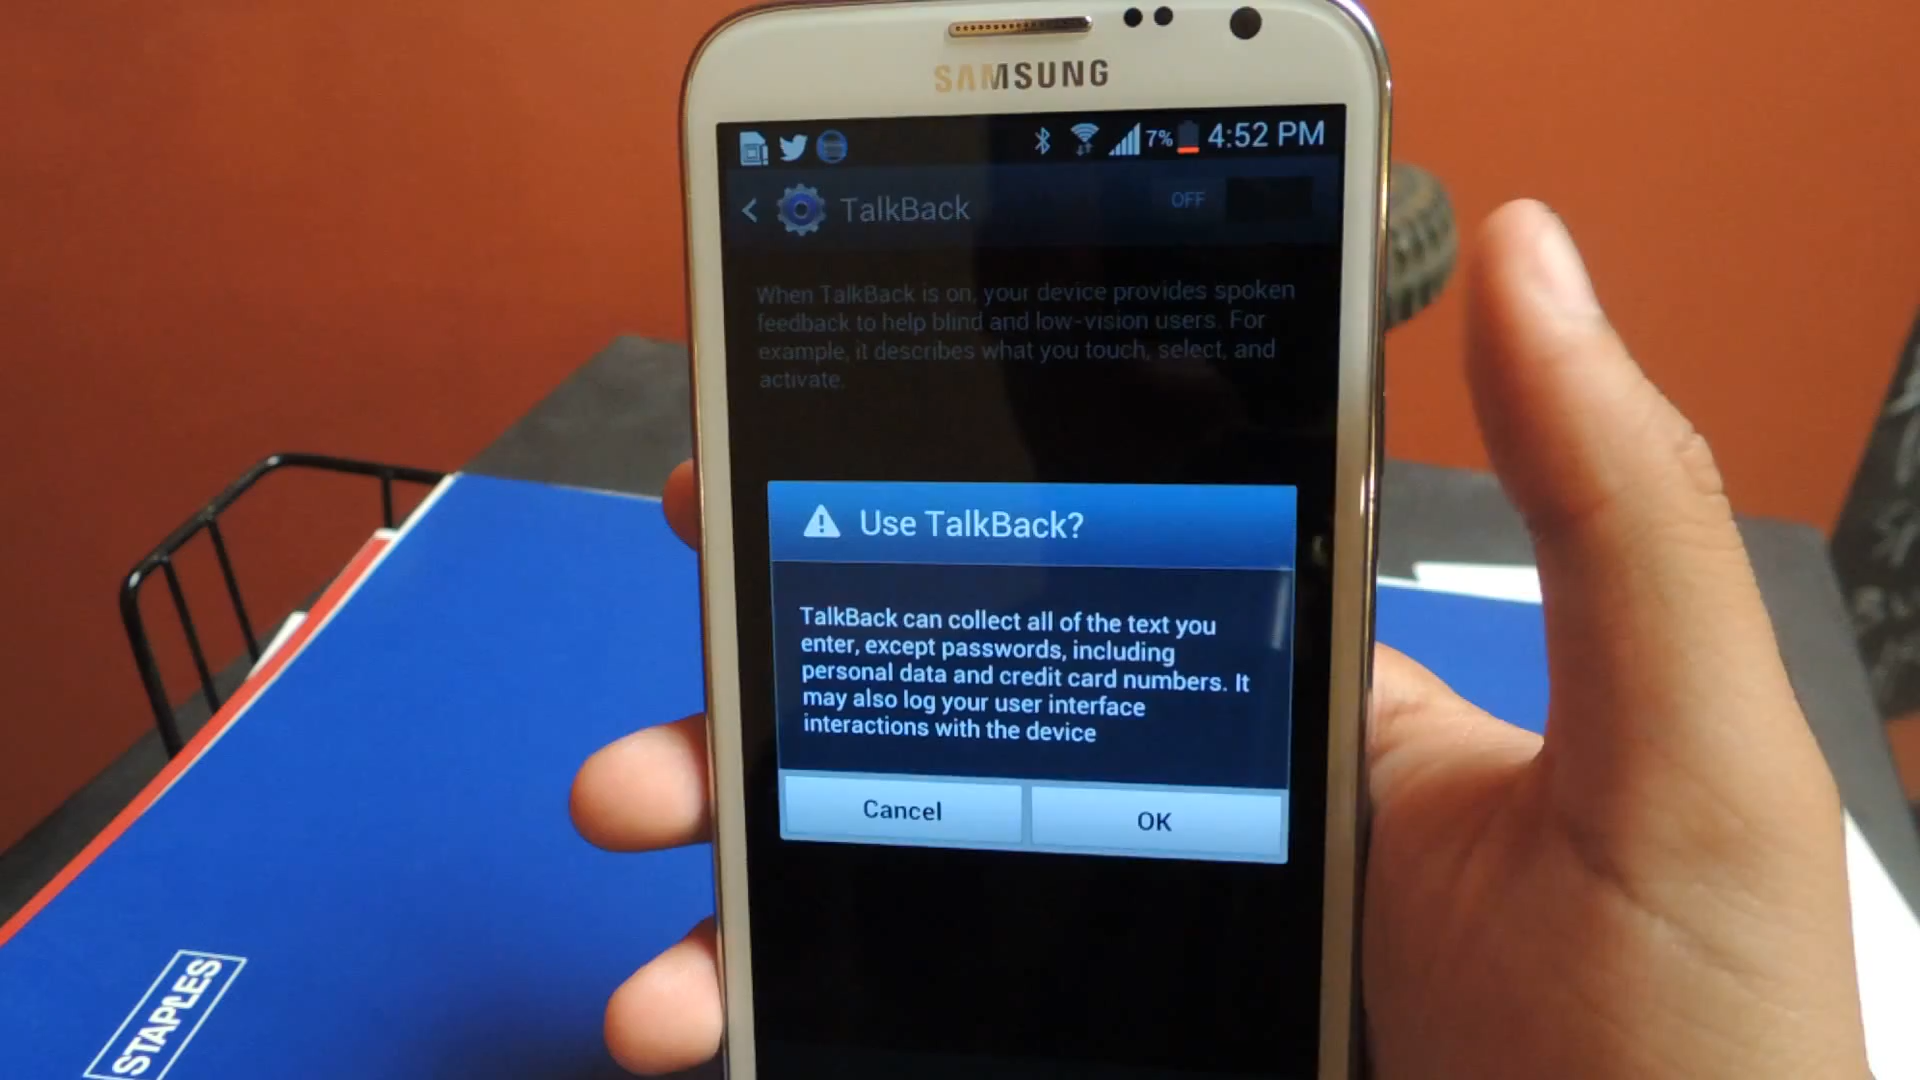 SAMSUNG
7% 4:52 PM
TalkBack OFF
When TalkBack is on, your device provides spoken
feedback to help blind and low-vision users. For
example, it describes what you touch, select, and
activate.
Use TalkBack?
TalkBack can collect all of the text you
enter, except passwords, including
personal data and credit card numbers. It
may also log your user interface
interactions with the device
Cancel OK
STAPLES